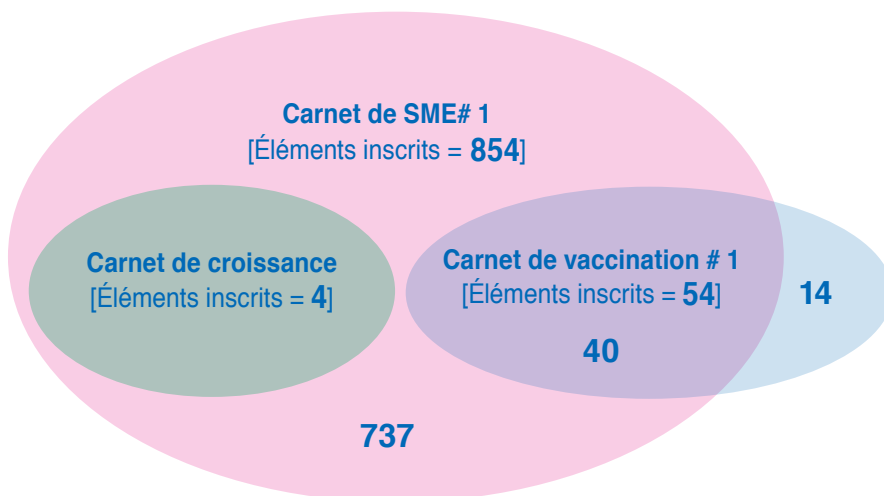 Carnet de SME# 1
[Éléments inscrits = 854]
Carnet de croissance
[Éléments inscrits = 4]
Carnet de vaccination # 1
[Éléments inscrits = 54]
14
40
737